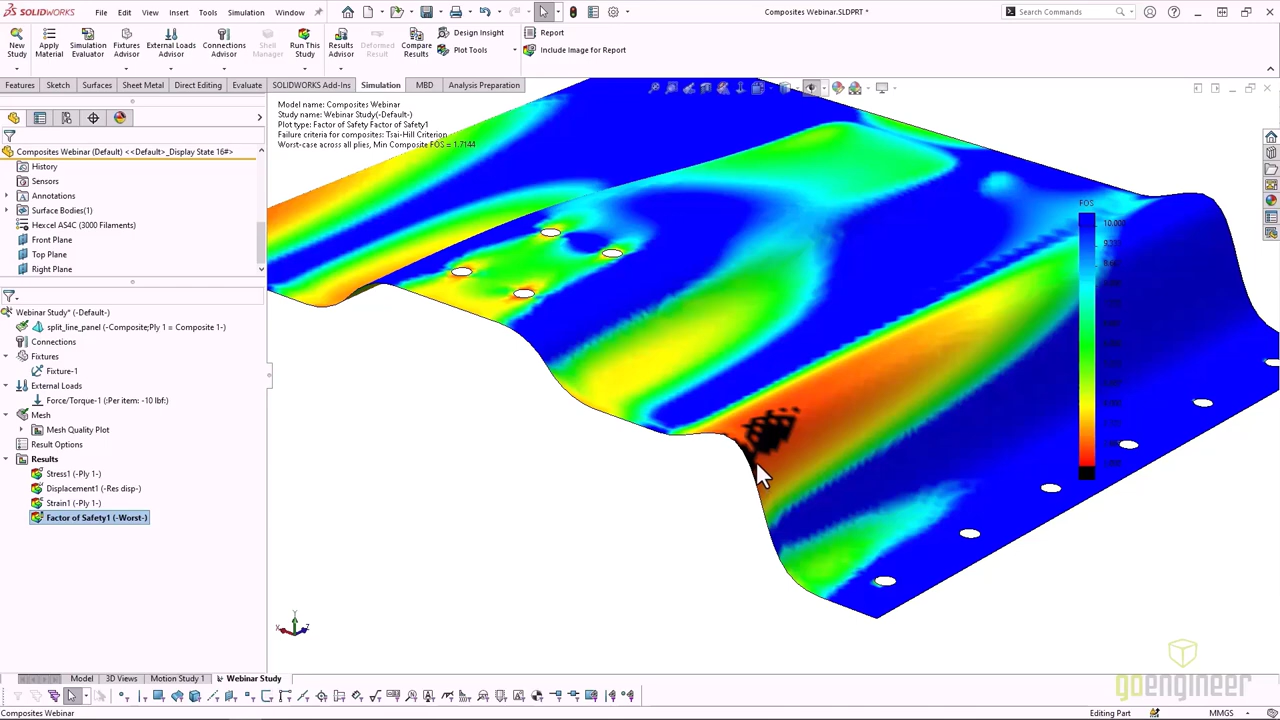 SOLIDWORKS
File Edit View Insert Tools Simulation Window
Composites Webinar.SLDPRT *
Search Commands
New Study
Apply Material
Simulation Evaluator
Fixtures Advisor
External Loads Advisor
Connections Advisor
Shell Manager
Run This Study
Results Advisor
Deformed Result
Compare Results
Design Insight
Plot Tools
Report
Include Image for Report
Features Sketch Surfaces Sheet Metal Direct Editing Evaluate SOLIDWORKS Add-Ins Simulation MBD Analysis Preparation
Model name: Composites Webinar
Study name: Webinar Study(-Default-)
Plot type: Factor of Safety Factor of Safety1
Failure criteria for composites: Tsai-Hill Criterion
Worst-case across all plies, Min Composite FOS = 1.7144
Composites Webinar (Default) <<Default>_Display State 16#>
History
Sensors
Annotations
Surface Bodies(1)
Hexcel AS4C (3000 Filaments)
Front Plane
Top Plane
Right Plane
Webinar Study* (-Default-)
split_line_panel (-Composite;Ply 1 = Composite 1-)
Connections
Fixtures
Fixture-1
External Loads
Force/Torque-1 (:Per item: -10 lbf:)
Mesh
Mesh Quality Plot
Result Options
Results
Stress1 (-Ply 1-)
Displacement1 (-Res disp-)
Strain1 (-Ply 1-)
Factor of Safety1 (-Worst-)
FOS
10.000
X Y Z
Model 3D Views Motion Study 1 Webinar Study
goengineer
Composites Webinar
Editing Part
MMGS